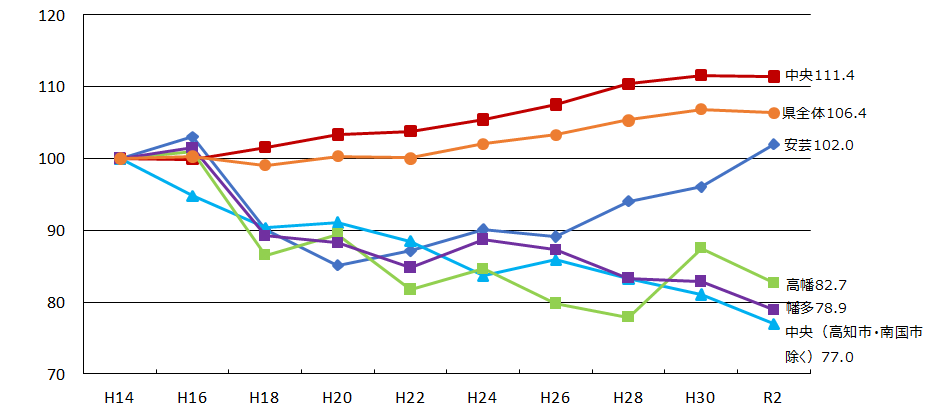 120
110
100
90
80
70
中央111.4
県全体106.4
安芸102.0
高幡82.7
幡多78.9
中央（高知市・南国市
除く）77.0
H14 H16 H18 H20 H22 H24 H26 H28 H30 R2